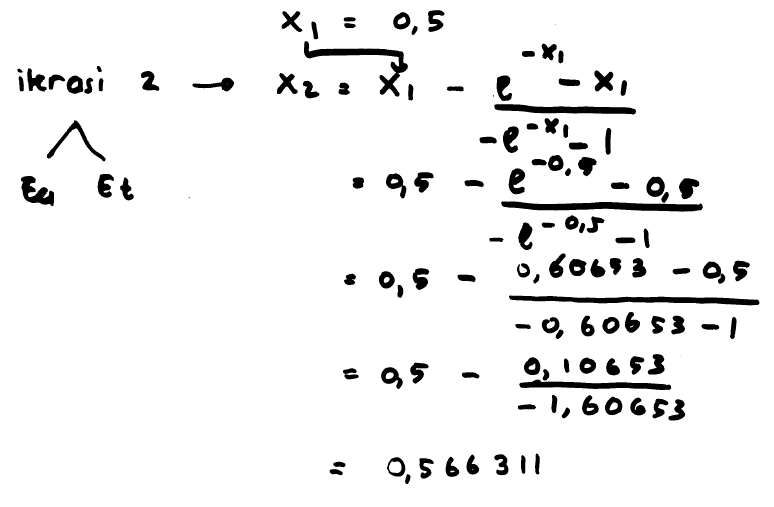 x₁ = 0,5
iterasi 2 → x₂ = x₁ - (e^(-x₁) - x₁) / (-e^(-x₁) - 1)
Ea Et
= 0,5 - (e^(-0,5) - 0,5) / (-e^(-0,5) - 1)
= 0,5 - (0,60653 - 0,5) / (-0,60653 - 1)
= 0,5 - 0,10653 / (-1,60653)
= 0,566311